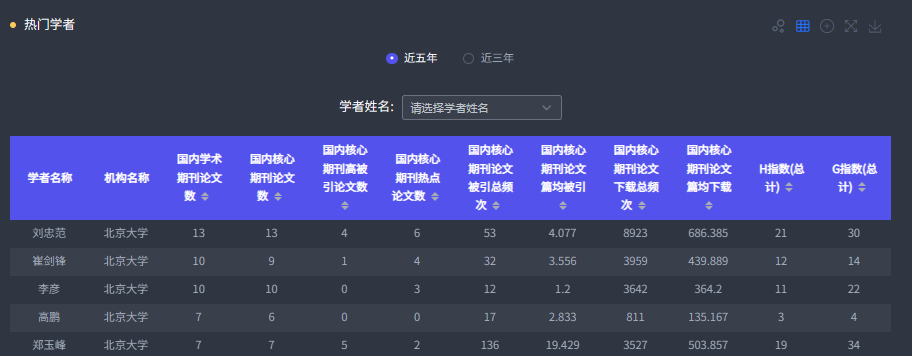 热门学者
近五年 近三年
学者姓名: 请选择学者姓名
学者名称 机构名称 国内学术期刊论文数 国内核心期刊论文数 国内核心期刊高被引论文数 国内核心期刊热点论文数 国内核心期刊论文被引总频次 国内核心期刊论文篇均被引 国内核心期刊论文下载总频次 国内核心期刊论文篇均下载 H指数(总计) G指数(总计)
刘忠范 北京大学 13 13 4 6 53 4.077 8923 686.385 21 30
崔剑锋 北京大学 10 9 1 4 32 3.556 3959 439.889 12 14
李彦 北京大学 10 10 0 3 12 1.2 3642 364.2 11 22
高鹏 北京大学 7 6 0 0 17 2.833 811 135.167 3 4
郑玉峰 北京大学 7 7 5 2 136 19.429 3527 503.857 19 34